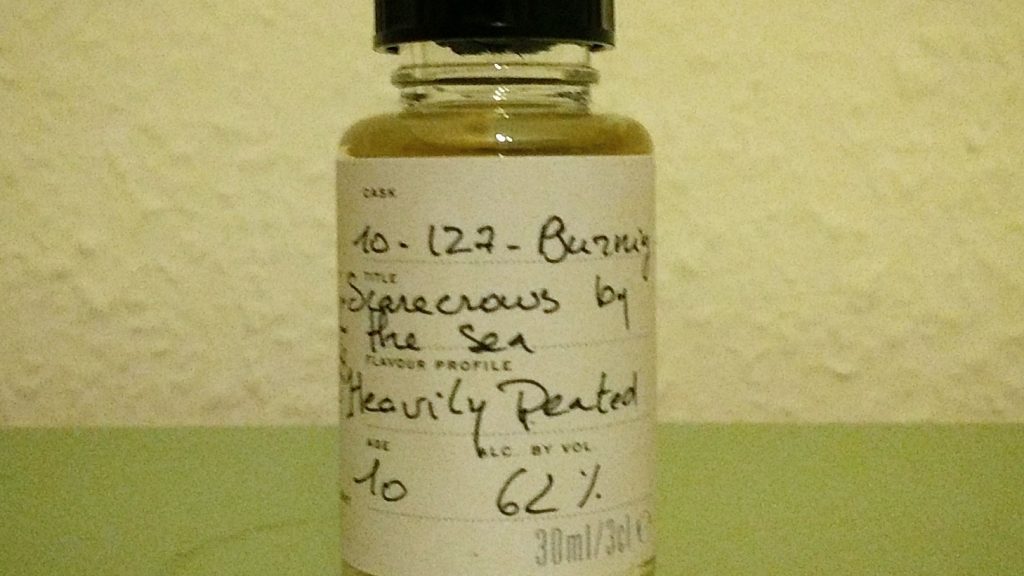 CASK
10-127-Burning
TITLE
Scarecrows by
the Sea
FLAVOUR PROFILE
Heavily Peated
AGE
ALC. BY VOL
10
62%
30ml/3cl